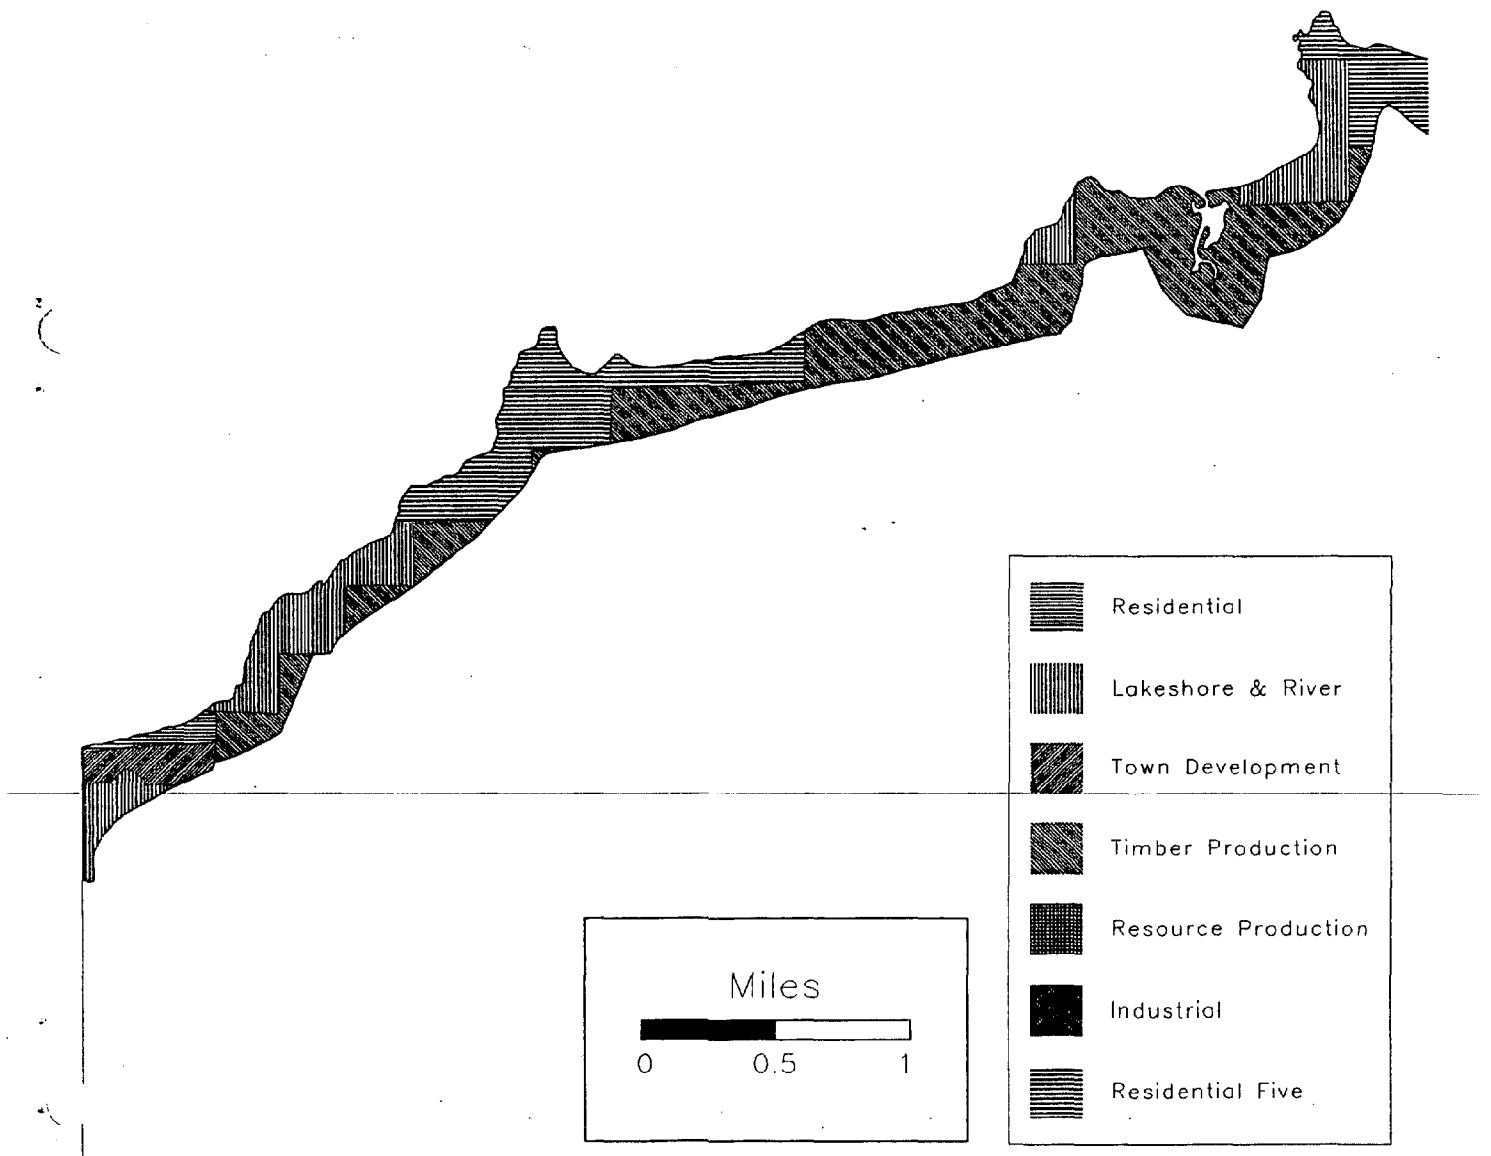 Residential
Lakeshore & River
Town Development
Timber Production
Resource Production
Industrial
Residential Five
Miles
0 0.5 1